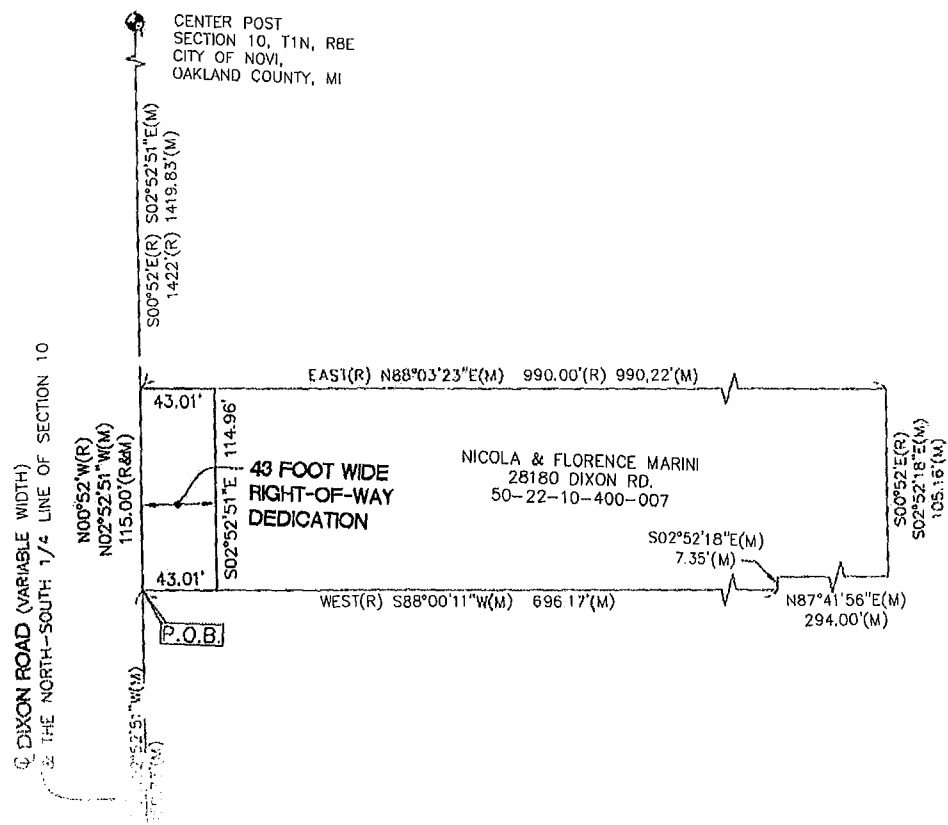 CENTER POST
SECTION 10, T1N, R8E
CITY OF NOVI,
OAKLAND COUNTY, MI
S00°52'E(R) S02°52'51"E(M)
1422'(R) 1419.83'(M)
EAST(R) N88°03'23"E(M) 990.00'(R) 990.22'(M)
43.01'
N00°52'W(R)
N02°52'51"W(M)
115.00'(R&M)
S02°52'51"E 114.96'
43 FOOT WIDE
RIGHT-OF-WAY
DEDICATION
NICOLA & FLORENCE MARINI
28180 DIXON RD.
50-22-10-400-007
S00°52'E(R)
S02°52'18"E(M)
105.16'(M)
S02°52'18"E(M)
7.35'(M)
43.01'
WEST(R) S88°00'11"W(M) 696.17'(M)
N87°41'56"E(M)
294.00'(M)
P.O.B.
℄ DIXON ROAD (VARIABLE WIDTH)
& THE NORTH-SOUTH 1/4 LINE OF SECTION 10
2°52'51"W(M)